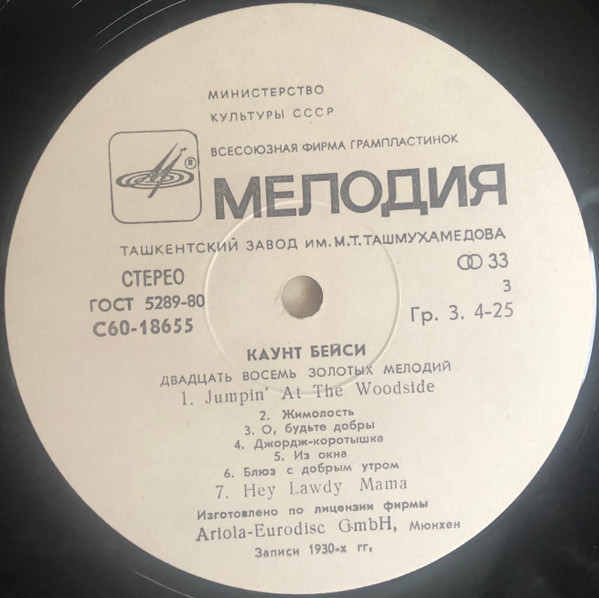 МИНИСТЕРСТВО
КУЛЬТУРЫ СССР
ВСЕСОЮЗНАЯ ФИРМА ГРАМПЛАСТИНОК
®
МЕЛОДИЯ
ТАШКЕНТСКИЙ ЗАВОД ИМ. М.Т. ТАШМУХАМЕДОВА
СТЕРЕО
33
ГОСТ 5289-80
3
С60-18655
Гр. 3. 4-25
КАУНТ БЕЙСИ
ДВАДЦАТЬ ВОСЕМЬ ЗОЛОТЫХ МЕЛОДИЙ
1. Jumpin' At The Woodside
2. Жимолость
3. О, будьте добры
4. Джордж-коротышка
5. Из окна
6. Блюз с добрым утром
7. Hey Lawdy Mama
Изготовлено по лицензии фирмы
Ariola-Eurodisc GmbH, Мюнхен
Записи 1930-х гг,